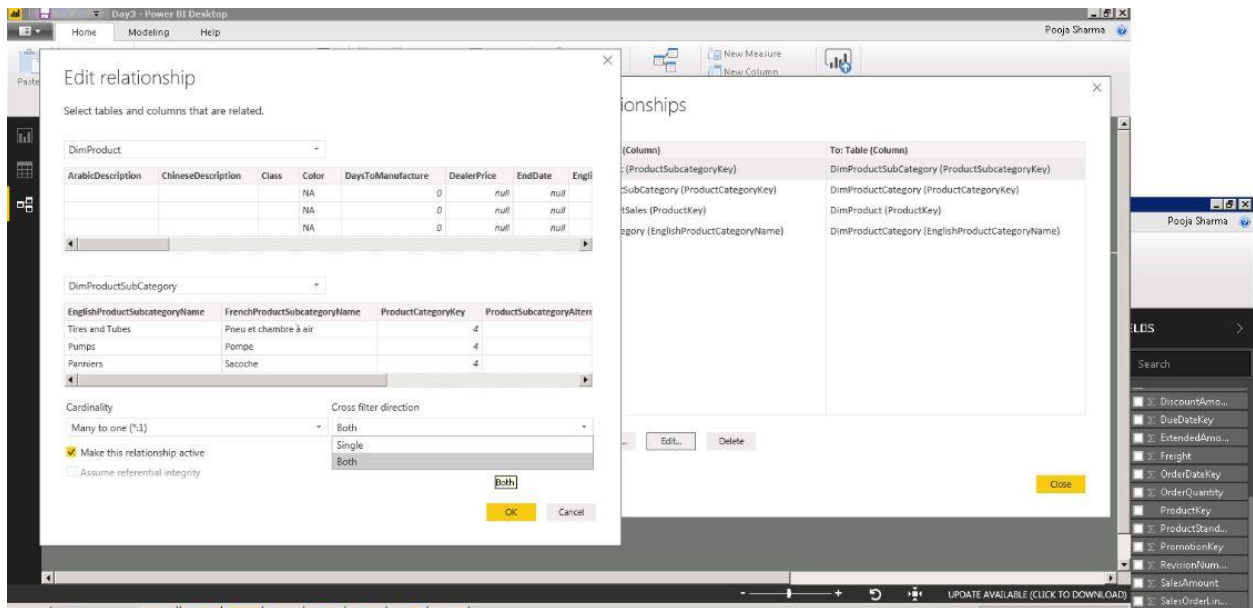 Day3 - Power BI Desktop
Home Modeling Help
Pooja Sharma
Paste
New Measure
New Column
Edit relationship
Select tables and columns that are related.
DimProduct
ArabicDescription ChineseDescription Class Color DaysToManufacture DealerPrice EndDate Engli
NA 0 null null
NA 0 null null
NA 0 null null
DimProductSubCategory
EnglishProductSubcategoryName FrenchProductSubcategoryName ProductCategoryKey ProductSubcategoryAltern
Tires and Tubes Pneu et chambre à air 4
Pumps Pompe 4
Panniers Sacoche 4
Cardinality Cross filter direction
Many to one (*:1) Both
Single
Both
Make this relationship active
Assume referential integrity
Both
OK Cancel
ionships
(Column) To: Table (Column)
(ProductSubcategoryKey) DimProductSubCategory (ProductSubcategoryKey)
tSubCategory (ProductCategoryKey) DimProductCategory (ProductCategoryKey)
tSales (ProductKey) DimProduct (ProductKey)
egory (EnglishProductCategoryName) DimProductCategory (EnglishProductCategoryName)
... Edit... Delete
Close
UPDATE AVAILABLE (CLICK TO DOWNLOAD)
Pooja Sharma
LDS
Search
DiscountAmo...
DueDateKey
ExtendedAmo...
Freight
OrderDateKey
OrderQuantity
ProductKey
ProductStand...
PromotionKey
RevisionNum...
SalesAmount
SalesOrderLin...